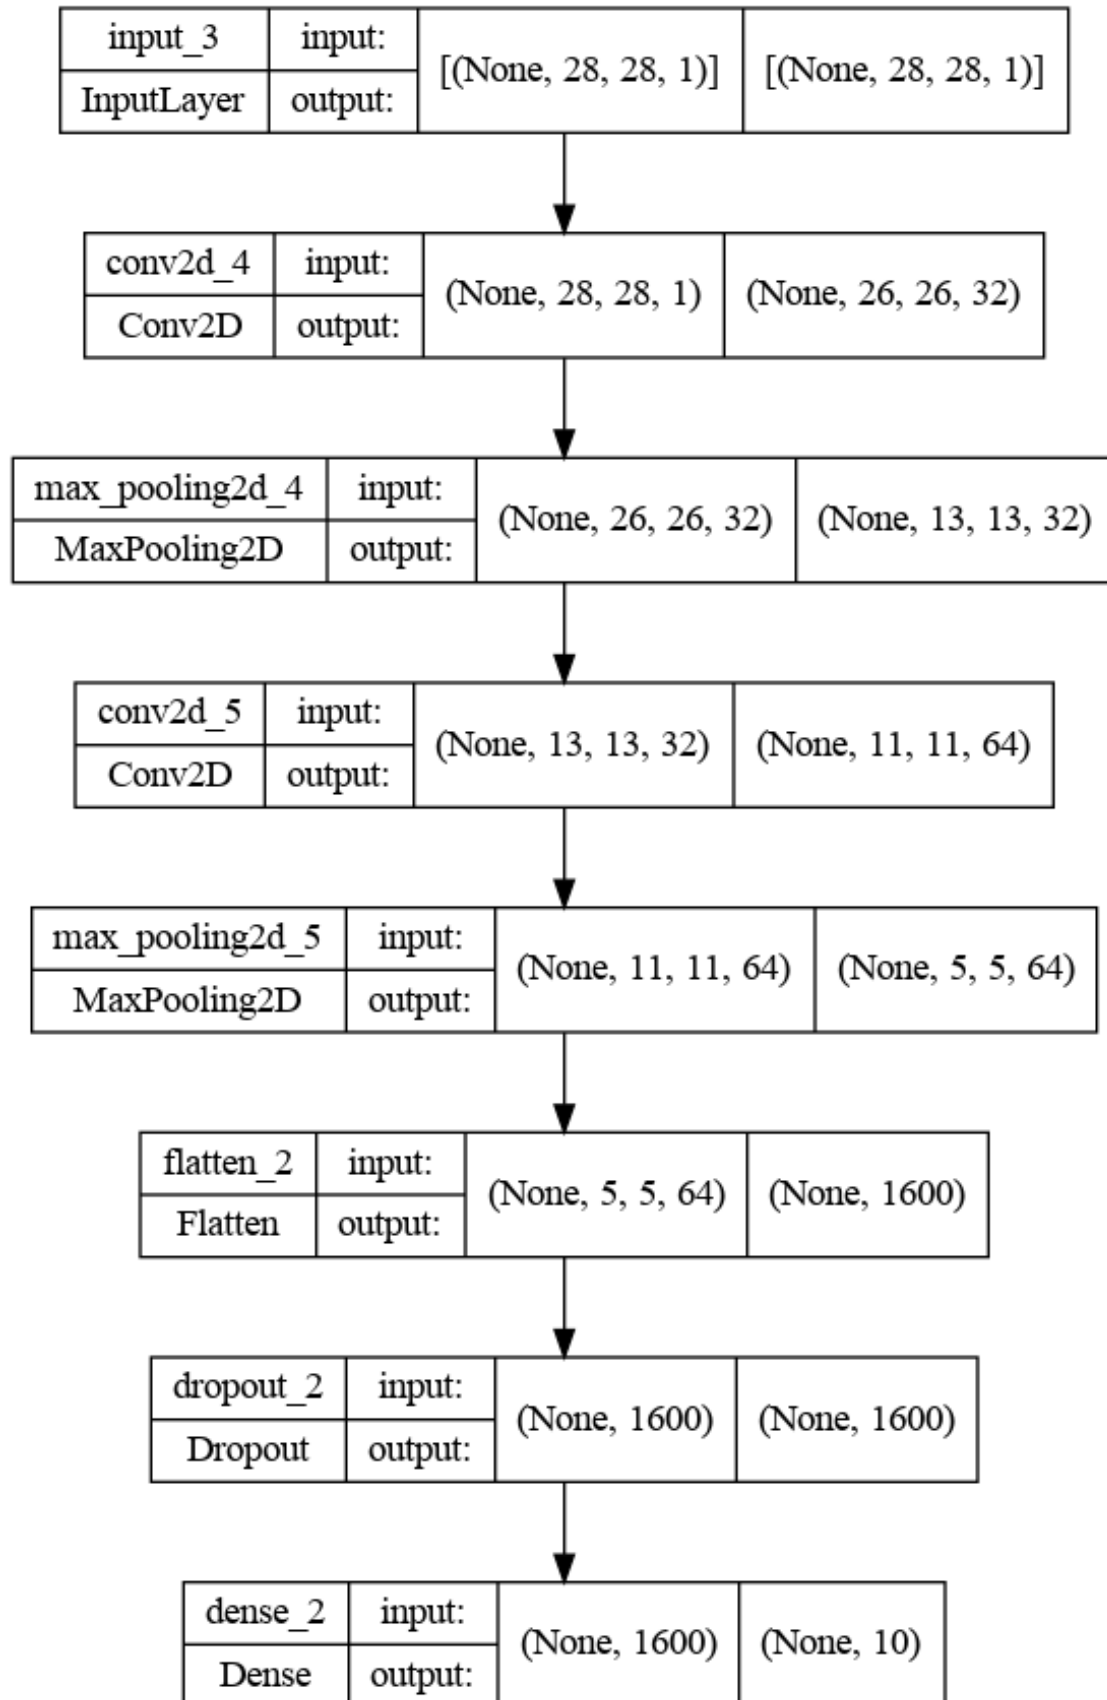 input_3 input: [(None, 28, 28, 1)] [(None, 28, 28, 1)]
InputLayer output:
conv2d_4 input: (None, 28, 28, 1) (None, 26, 26, 32)
Conv2D output:
max_pooling2d_4 input: (None, 26, 26, 32) (None, 13, 13, 32)
MaxPooling2D output:
conv2d_5 input: (None, 13, 13, 32) (None, 11, 11, 64)
Conv2D output:
max_pooling2d_5 input: (None, 11, 11, 64) (None, 5, 5, 64)
MaxPooling2D output:
flatten_2 input: (None, 5, 5, 64) (None, 1600)
Flatten output:
dropout_2 input: (None, 1600) (None, 1600)
Dropout output:
dense_2 input: (None, 1600) (None, 10)
Dense output: